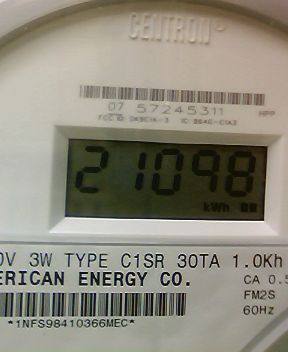 CENTRON
07 57245311 HPP
21098
kWh
0V 3W TYPE C1SR 30TA 1.0Kh
ERICAN ENERGY CO.
CA 0.5
FM2S
60Hz
*1NFS98410366MEC*